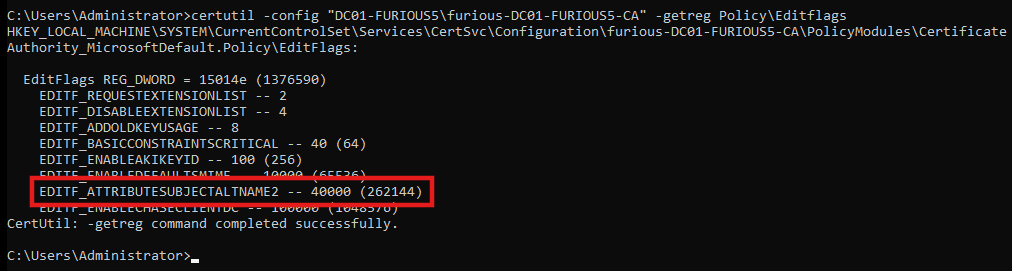 C:\Users\Administrator>certutil -config "DC01-FURIOUS5\furious-DC01-FURIOUS5-CA" -getreg Policy\Editflags
HKEY_LOCAL_MACHINE\SYSTEM\CurrentControlSet\Services\CertSvc\Configuration\furious-DC01-FURIOUS5-CA\PolicyModules\Certificate
Authority_MicrosoftDefault.Policy\EditFlags:
EditFlags REG_DWORD = 15014e (1376590)
EDITF_REQUESTEXTENSIONLIST -- 2
EDITF_DISABLEEXTENSIONLIST -- 4
EDITF_ADDOLDKEYUSAGE -- 8
EDITF_BASICCONSTRAINTSCRITICAL -- 40 (64)
EDITF_ENABLEAKIKEYID -- 100 (256)
EDITF_ENABLEDEFAULTSMIME -- 10000 (65536)
EDITF_ATTRIBUTESUBJECTALTNAME2 -- 40000 (262144)
EDITF_ENABLECHASECLIENTDC -- 100000 (1048576)
CertUtil: -getreg command completed successfully.
C:\Users\Administrator>